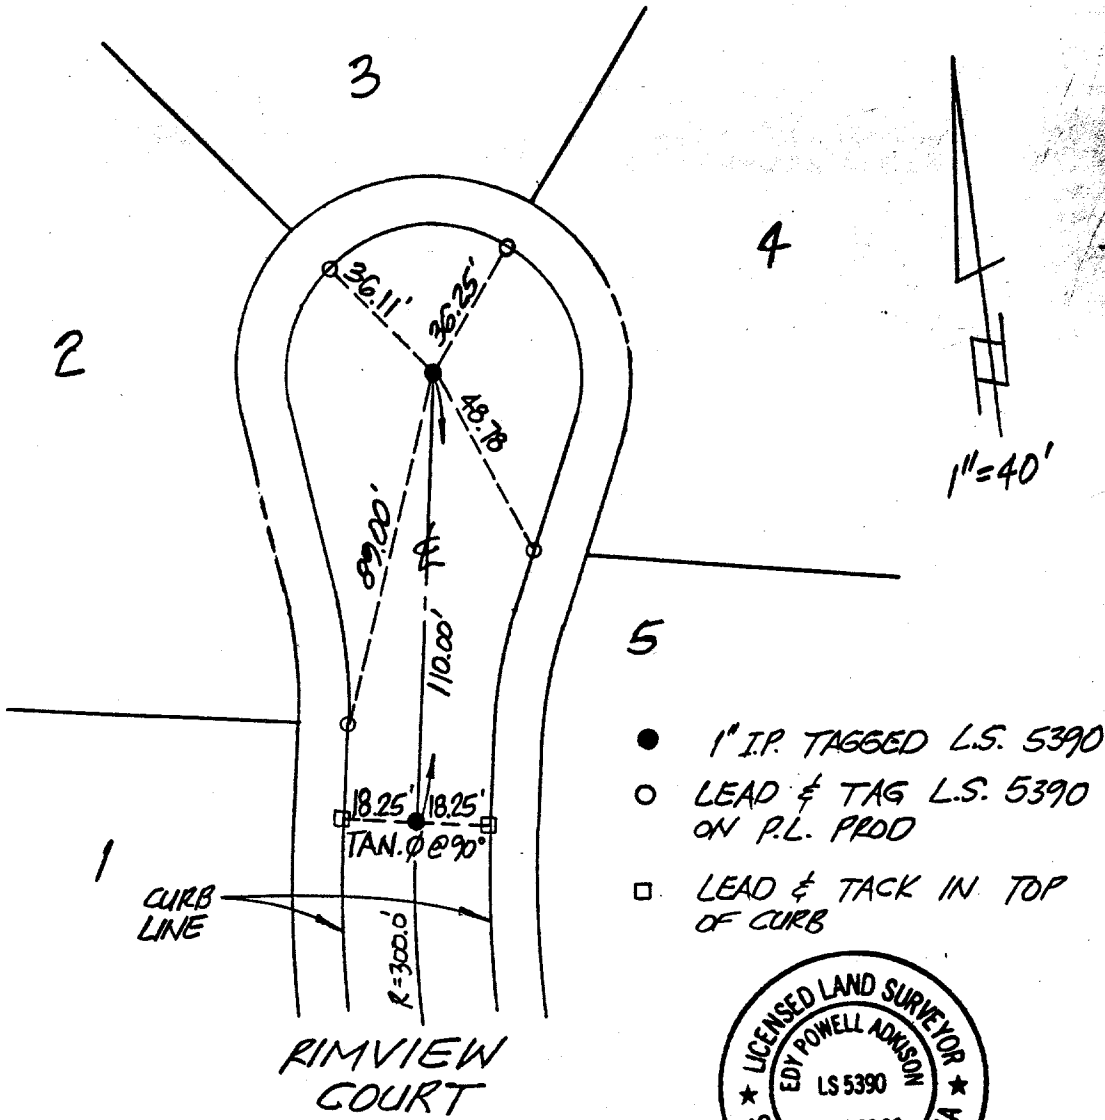 3
4
2
36.11'
36.25'
48.78
1"=40'
89.00'
℄
110.00'
5
● 1" I.P. TAGGED L.S. 5390
○ LEAD & TAG L.S. 5390
ON P.L. PROD
□ LEAD & TACK IN TOP
OF CURB
18.25' 18.25'
TAN. Ø @ 90°
1
CURB
LINE
R=300.0'
RIMVIEW
COURT
★ LICENSED LAND SURVEYOR ★
EDY POWELL ADKISON
LS 5390